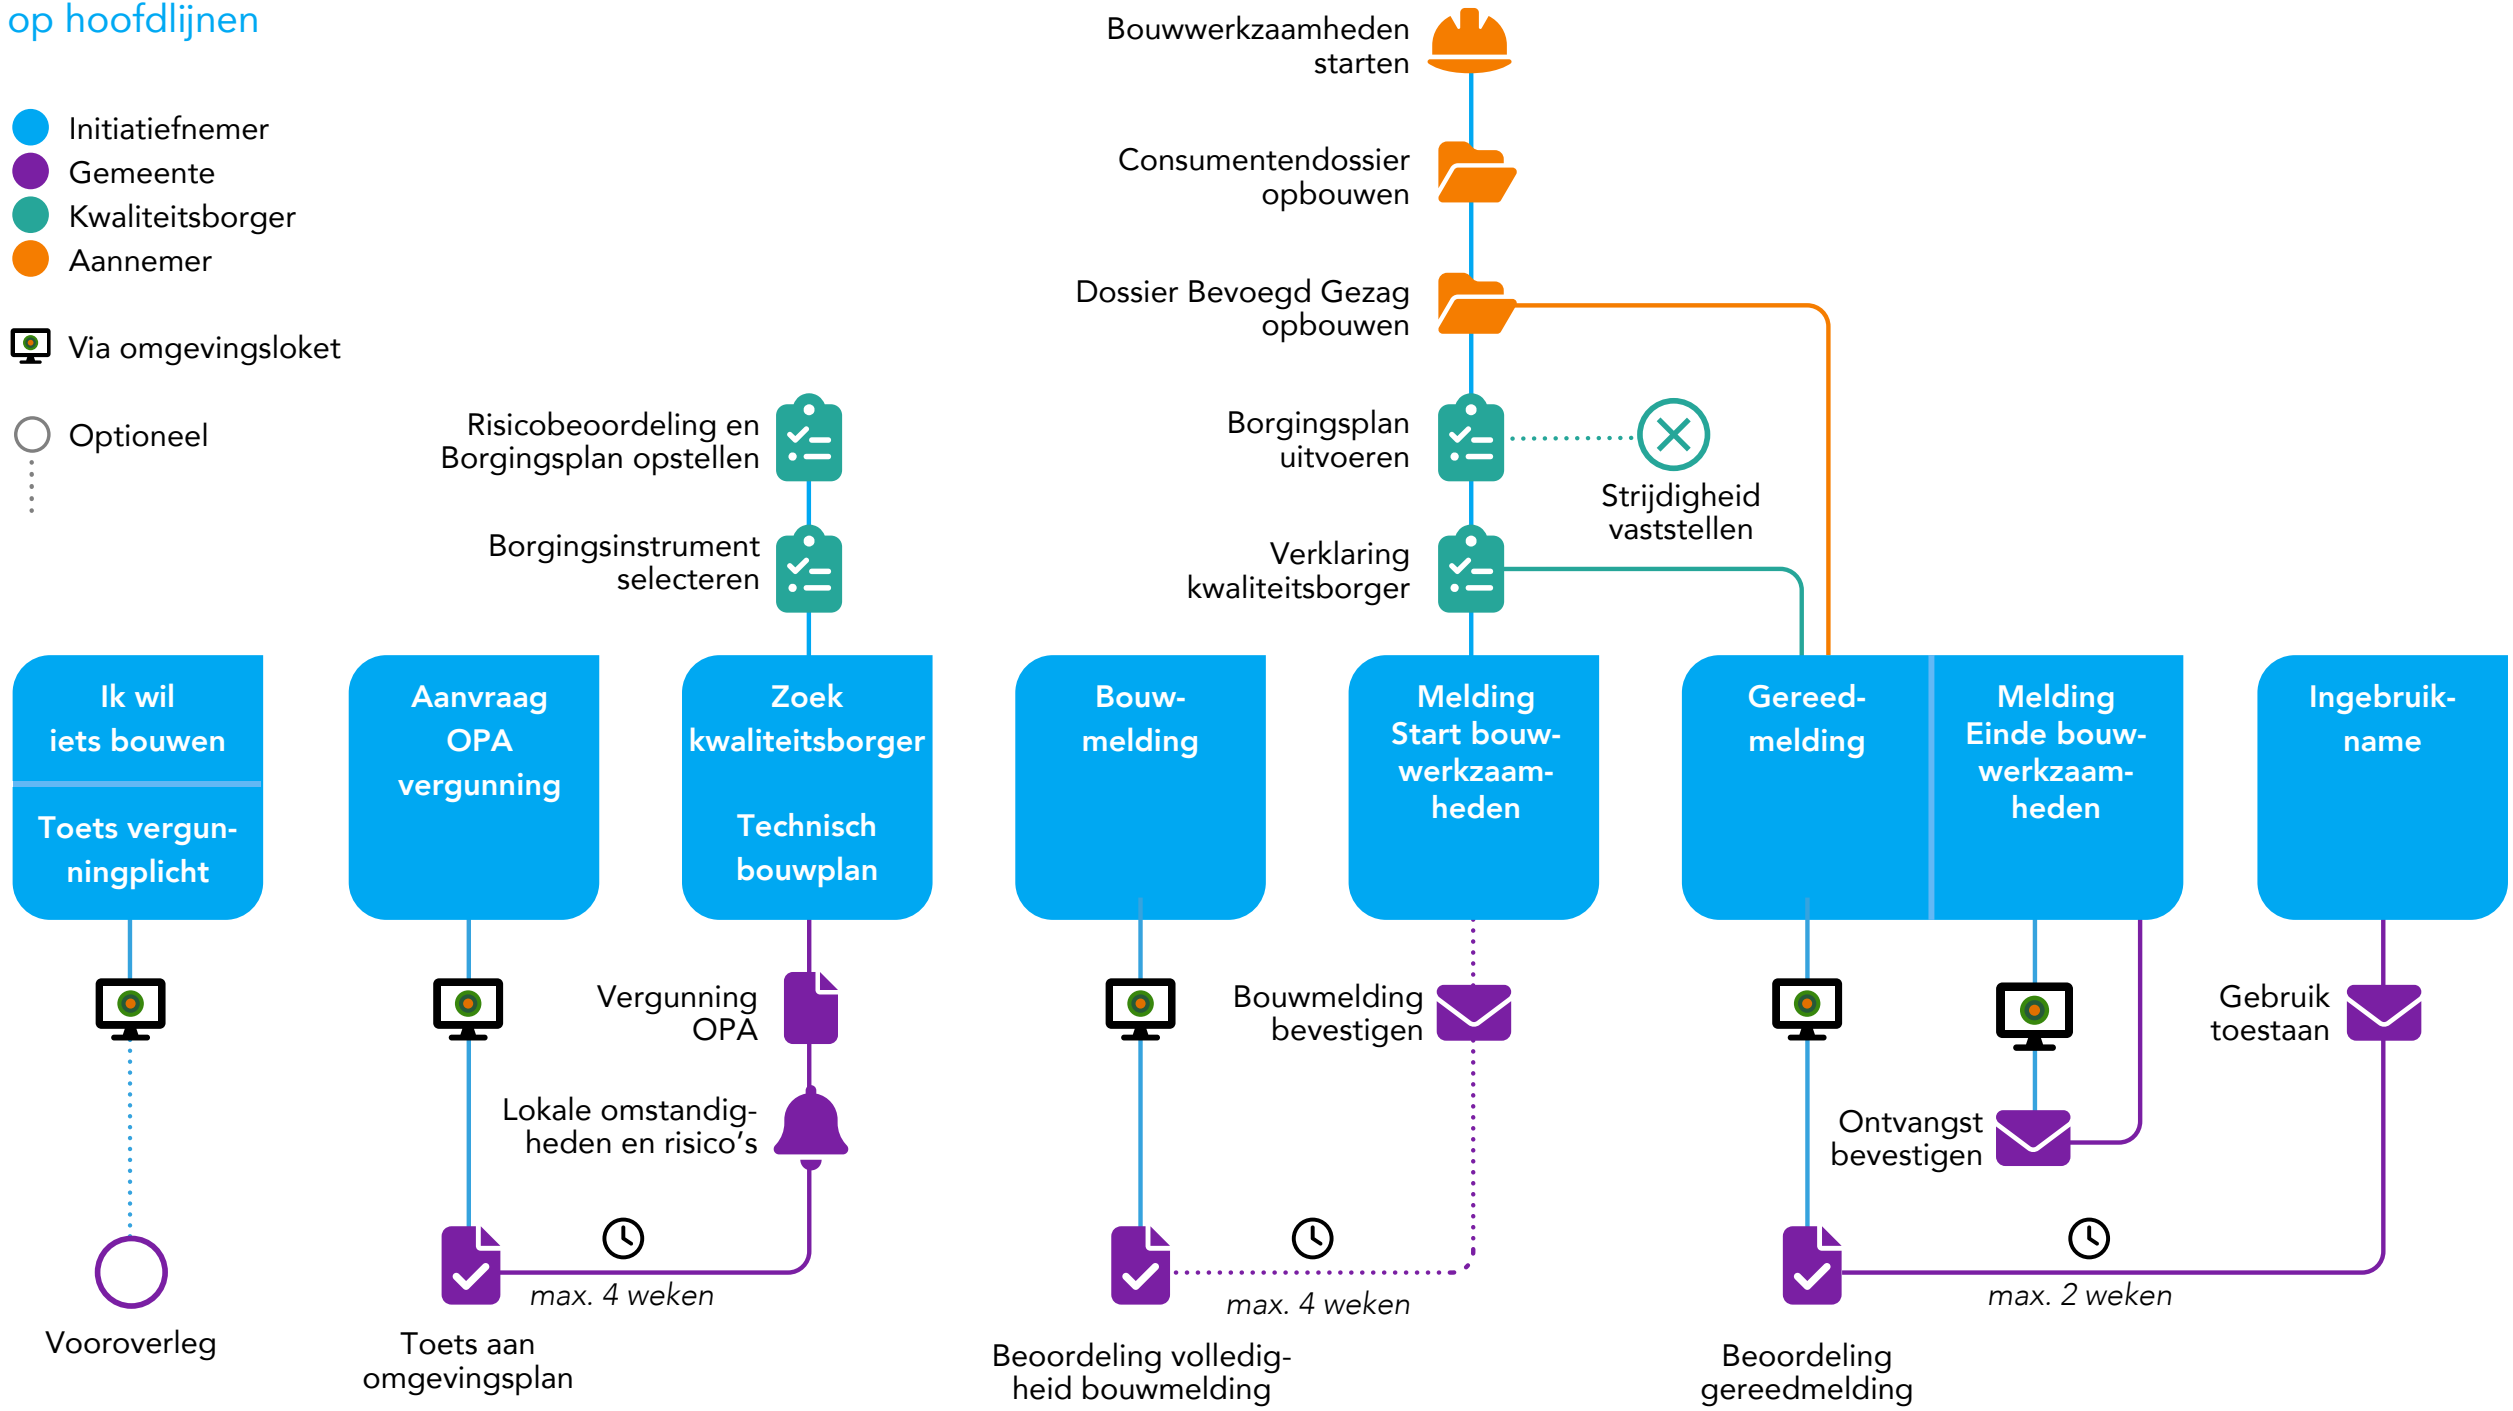 op hoofdlijnen
Initiatiefnemer
Gemeente
Kwaliteitsborger
Aannemer
Via omgevingsloket
Optioneel
Bouwwerkzaamheden
starten
Consumentendossier
opbouwen
Dossier Bevoegd Gezag
opbouwen
Risicobeoordeling en
Borgingsplan opstellen
Borgingsplan
uitvoeren
Strijdigheid
vaststellen
Borgingsinstrument
selecteren
Verklaring
kwaliteitsborger
Ik wil
iets bouwen
Toets vergun-
ningplicht
Aanvraag
OPA
vergunning
Zoek
kwaliteitsborger
Technisch
bouwplan
Bouw-
melding
Melding
Start bouw-
werkzaam-
heden
Gereed-
melding
Melding
Einde bouw-
werkzaam-
heden
Ingebruik-
name
Vergunning
OPA
Lokale omstandig-
heden en risico's
Bouwmelding
bevestigen
Gebruik
toestaan
Ontvangst
bevestigen
max. 4 weken
max. 4 weken
max. 2 weken
Vooroverleg
Toets aan
omgevingsplan
Beoordeling volledig-
heid bouwmelding
Beoordeling
gereedmelding